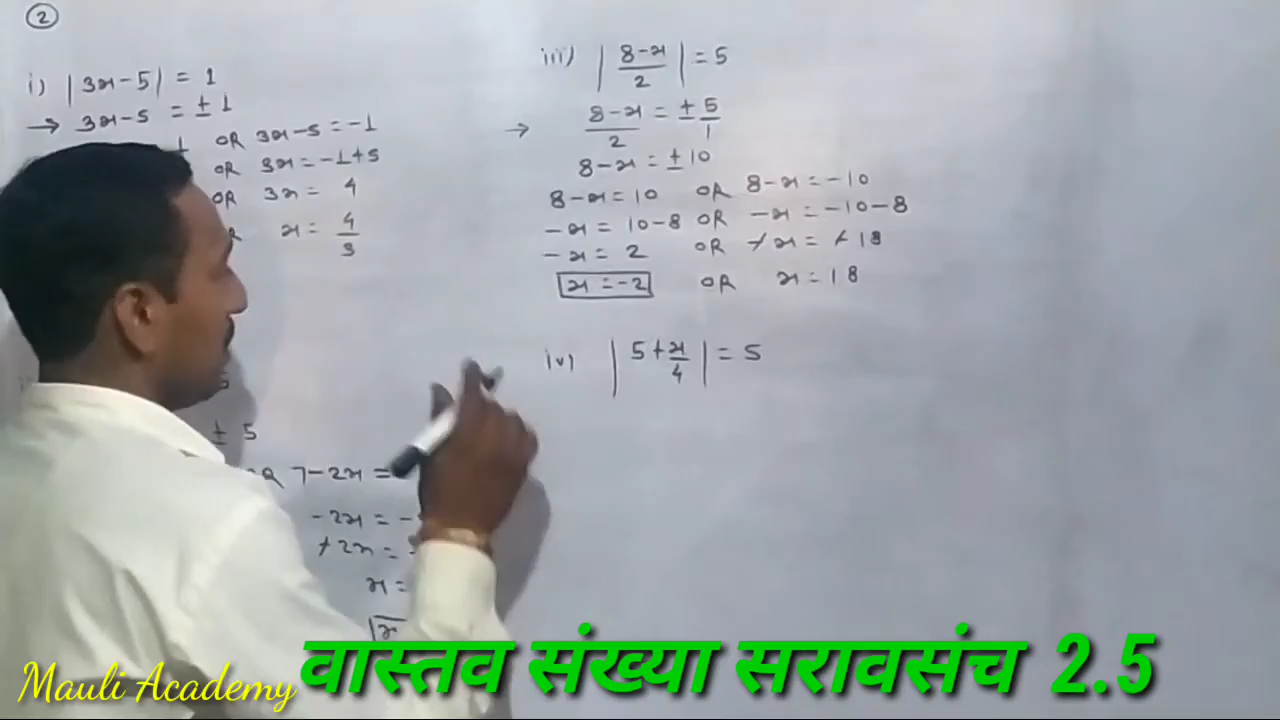 2
i) |3x-5| = 1
→ 3x-5 = ± 1
1 OR 3x-5 = -1
OR 3x = -1+5
OR 3x = 4
x = 4/3
5
± 5
7-2x =
-2x = -
+2x =
x =
iii) |8-x/2| = 5
→ 8-x/2 = ± 5/1
8-x = ±10
8-x = 10 OR 8-x = -10
-x = 10-8 OR -x = -10-8
-x = 2 OR -x = -18
x = -2 OR x = 18
iv) |5+x/4| = 5
Mauli Academy
वास्तव संख्या सरावसंच 2.5